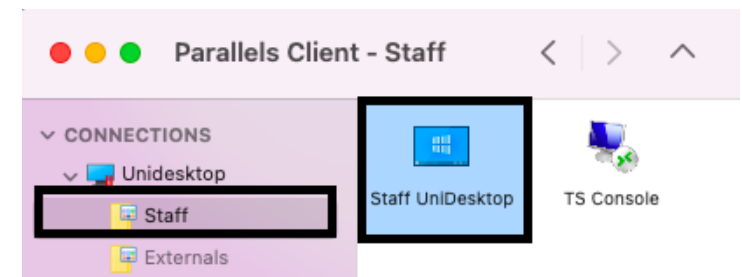 Parallels Client - Staff
CONNECTIONS
Unidesktop
Staff
Externals
Staff UniDesktop
TS Console